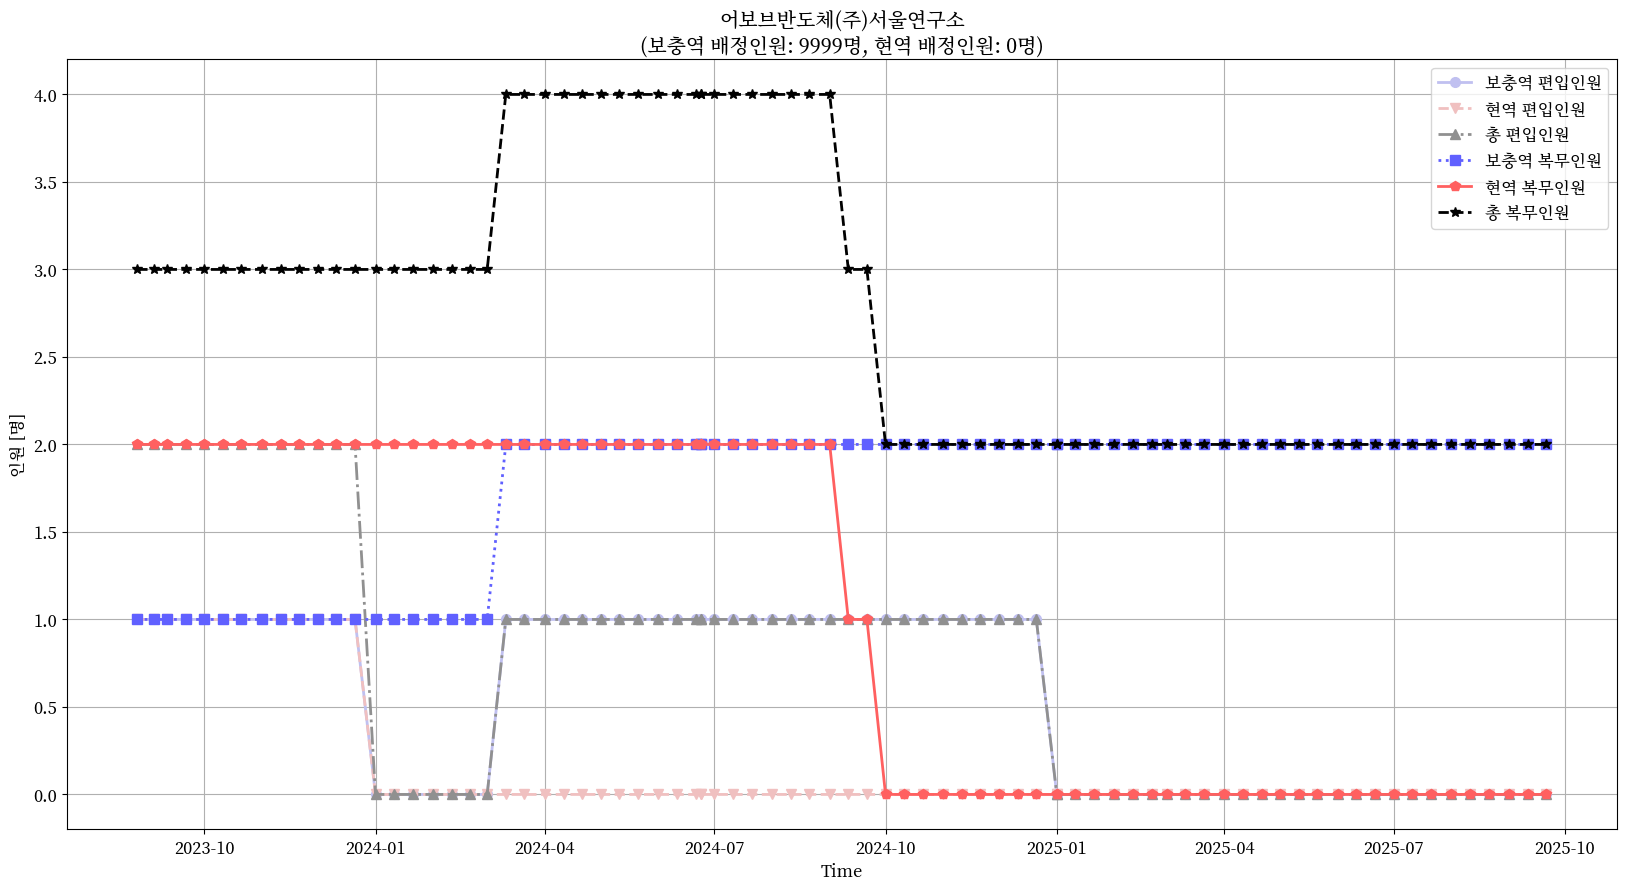 어보브반도체(주)서울연구소
(보충역 배정인원: 9999명, 현역 배정인원: 0명)
보충역 편입인원
현역 편입인원
총 편입인원
보충역 복무인원
현역 복무인원
총 복무인원
4.0
3.5
3.0
2.5
2.0
1.5
1.0
0.5
0.0
인원 [명]
2023-10
2024-01
2024-04
2024-07
2024-10
2025-01
2025-04
2025-07
2025-10
Time